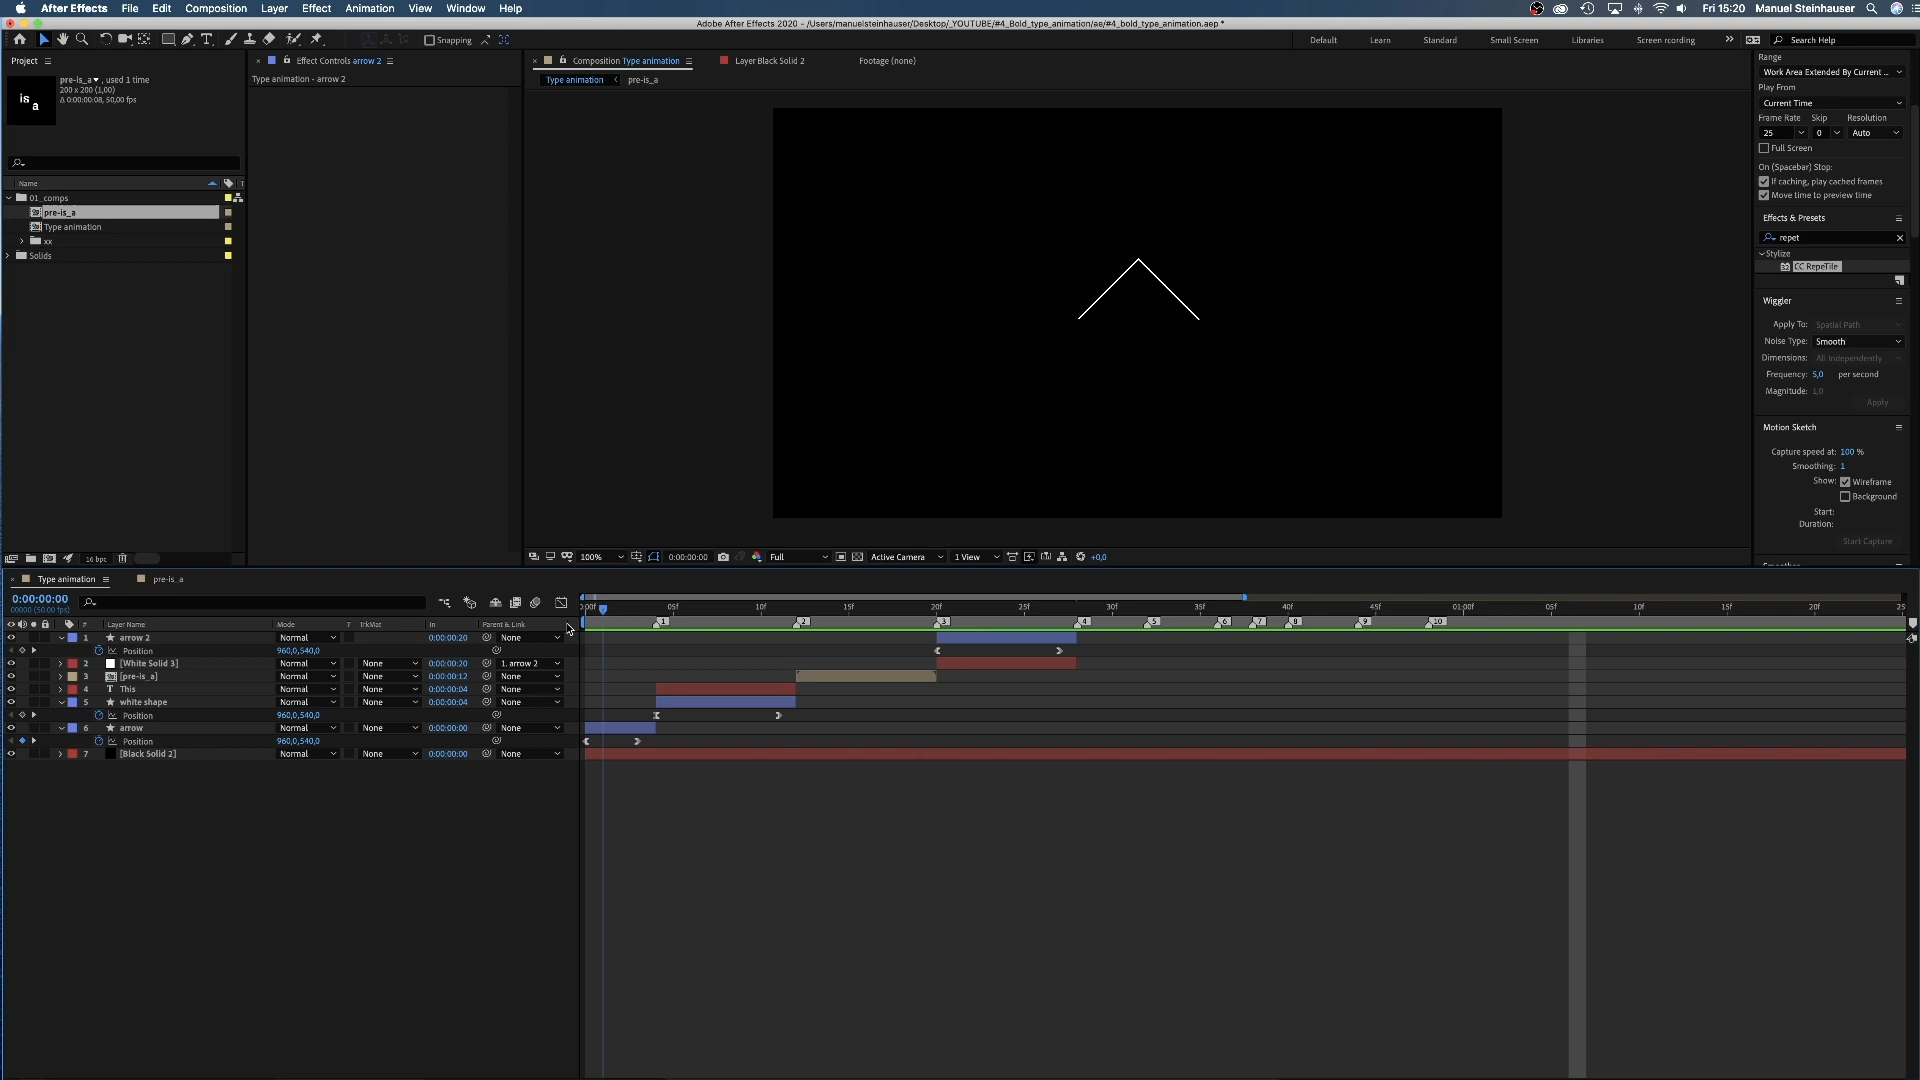 After Effects File Edit Composition Layer Effect Animation View Window Help
Fri 15:20 Manuel Steinhauser
Adobe After Effects 2020 - /Users/manuelsteinhauser/Desktop/_YOUTUBE/#4_Bold_type_animation/ae/#4_bold_type_animation.aep *
Snapping
Default Learn Standard Small Screen Libraries Screen rcording
Search Help
Project
pre-is_a , used 1 time
200 x 200 (1,00)
Δ 0:00:00:08, 50,00 fps
is
a
Name
01_comps
pre-is_a
Type animation
xx
Solids
16 bpc
Effect Controls arrow 2
Type animation - arrow 2
Composition Type animation
Layer Black Solid 2
Footage (none)
Type animation pre-is_a
100% 0:00:00:00 Full Active Camera 1 View +0,0
Range
Work Area Extended By Current ...
Play From
Current Time
Frame Rate Skip Resolution
25 0 Auto
Full Screen
On (Spacebar) Stop:
If caching, play cached frames
Move time to preview time
Effects & Presets
repet
Stylize
CC RepeTile
Wiggler
Apply To: Spatial Path
Noise Type: Smooth
Dimensions: All Independently
Frequency: 5,0 per second
Magnitude: 1,0
Apply
Motion Sketch
Capture speed at: 100 %
Smoothing: 1
Show: Wireframe
Background
Start:
Duration:
Start Capture
Type animation pre-is_a
0:00:00:00
00000 (50.00 fps)
05f 10f 15f 20f 25f 30f 35f 40f 45f 01:00f 05f 10f 15f 20f
1 2 3 4 5 6 7 8 9 10
# Layer Name Mode T TrkMat In Parent & Link
1 arrow 2 Normal 0:00:00:20 None
Position 960,0,540,0
2 [White Solid 3] Normal None 0:00:00:20 1. arrow 2
3 [pre-is_a] Normal None 0:00:00:12 None
4 This Normal None 0:00:00:04 None
5 white shape Normal None 0:00:00:04 None
Position 960,0,540,0
6 arrow Normal None 0:00:00:00 None
Position 960,0,540,0
7 [Black Solid 2] Normal None 0:00:00:00 None